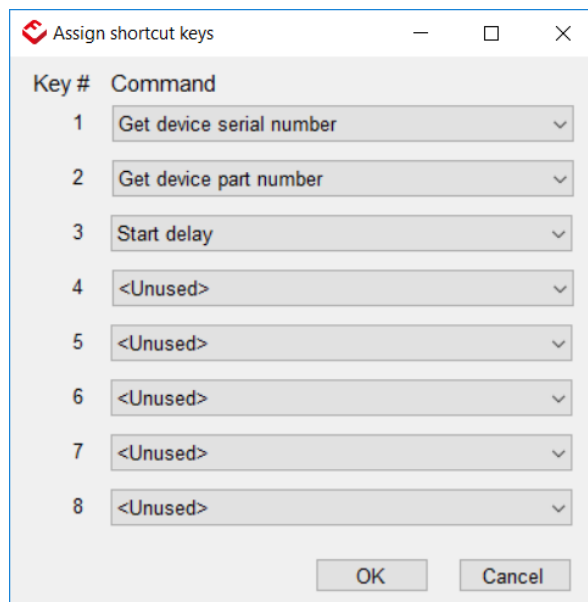 Assign shortcut keys
Key # Command
1 Get device serial number
2 Get device part number
3 Start delay
4 <Unused>
5 <Unused>
6 <Unused>
7 <Unused>
8 <Unused>
OK Cancel